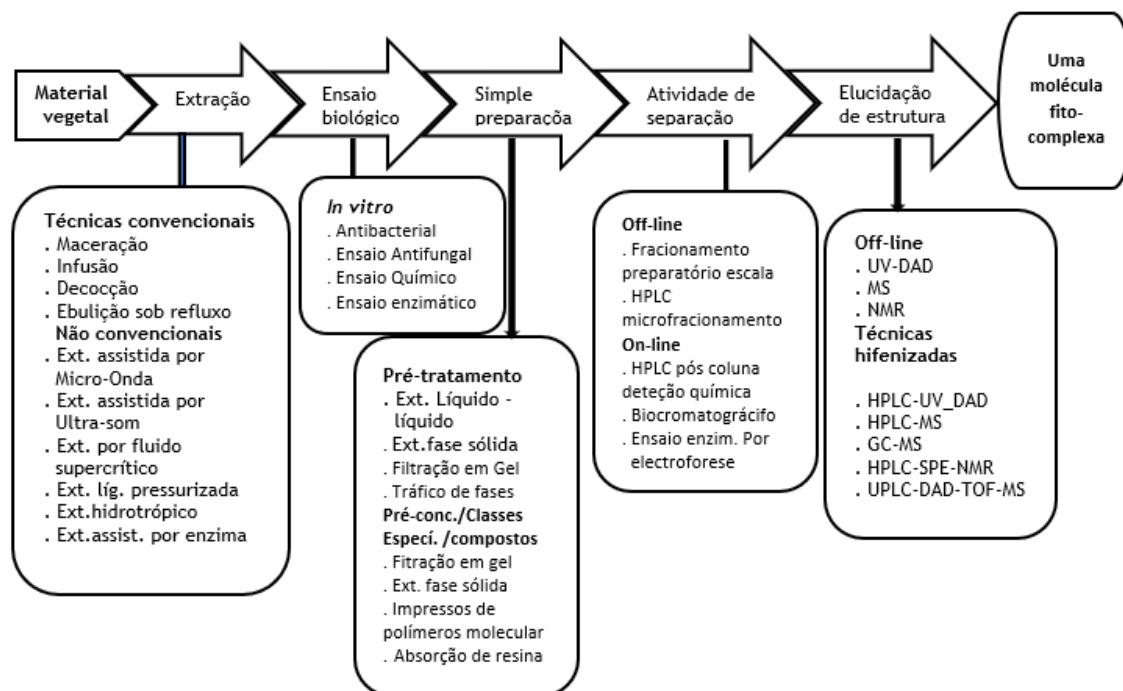 Material
vegetal
Extração
Ensaio
biológico
Simple
preparaçõa
Atividade de
separação
Elucidação
de estrutura
Uma
molécula
fito-
complexa
Técnicas convencionais
. Maceração
. Infusão
. Decocção
. Ebulição sob refluxo
Não convencionais
. Ext. assistida por
Micro-Onda
. Ext. assistida por
Ultra-som
. Ext. por fluido
supercrítico
. Ext. líg. pressurizada
. Ext.hidrotrópico
. Ext.assist. por enzima
In vitro
. Antibacterial
. Ensaio Antifungal
. Ensaio Químico
. Ensaio enzimático
Pré-tratamento
. Ext. Líquido -
líquido
. Ext.fase sólida
. Filtração em Gel
. Tráfico de fases
Pré-conc./Classes
Especí. /compostos
. Fitração em gel
. Ext. fase sólida
. Impressos de
polímeros molecular
. Absorção de resina
Off-line
. Fracionamento
preparatório escala
. HPLC
microfracionamento
On-line
. HPLC pós coluna
deteção química
. Biocromatográcifo
. Ensaio enzim. Por
electroforese
Off-line
. UV-DAD
. MS
. NMR
Técnicas
hifenizadas
. HPLC-UV_DAD
. HPLC-MS
. GC-MS
. HPLC-SPE-NMR
. UPLC-DAD-TOF-MS